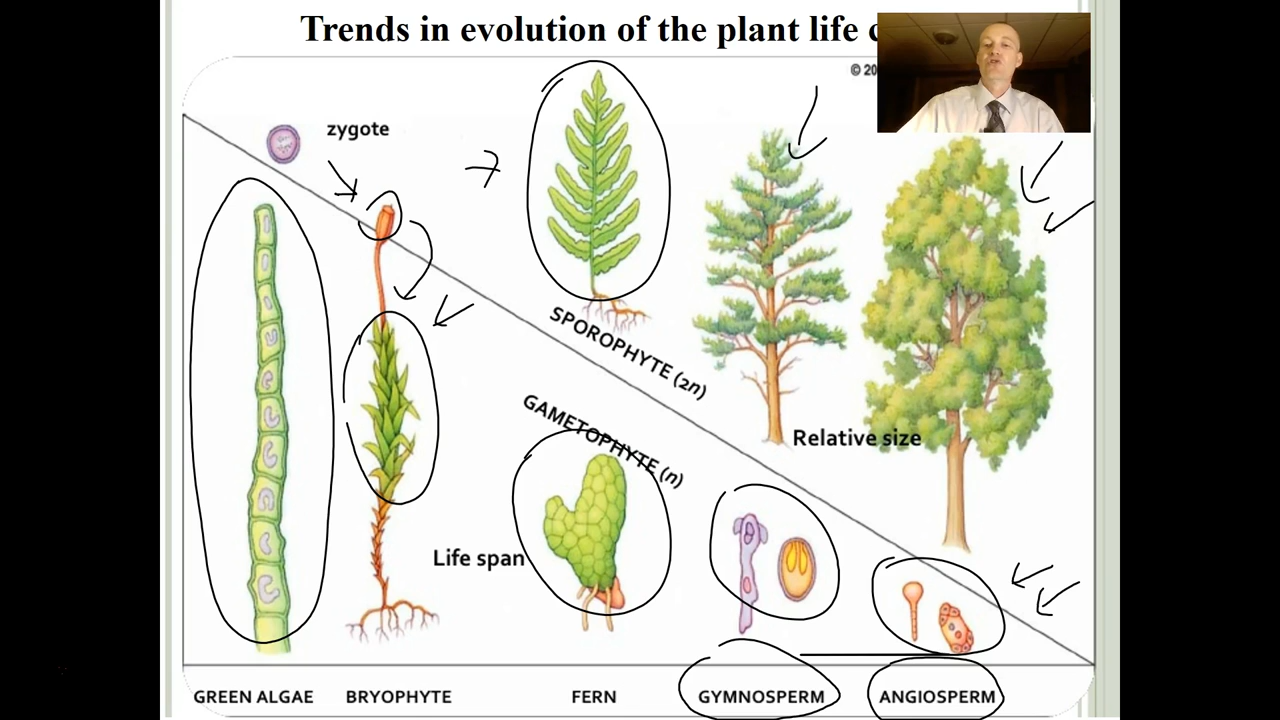 Trends in evolution of the plant life
© 20
zygote
SPOROPHYTE (2n)
GAMETOPHYTE (n)
Relative size
Life span
GREEN ALGAE BRYOPHYTE FERN GYMNOSPERM ANGIOSPERM